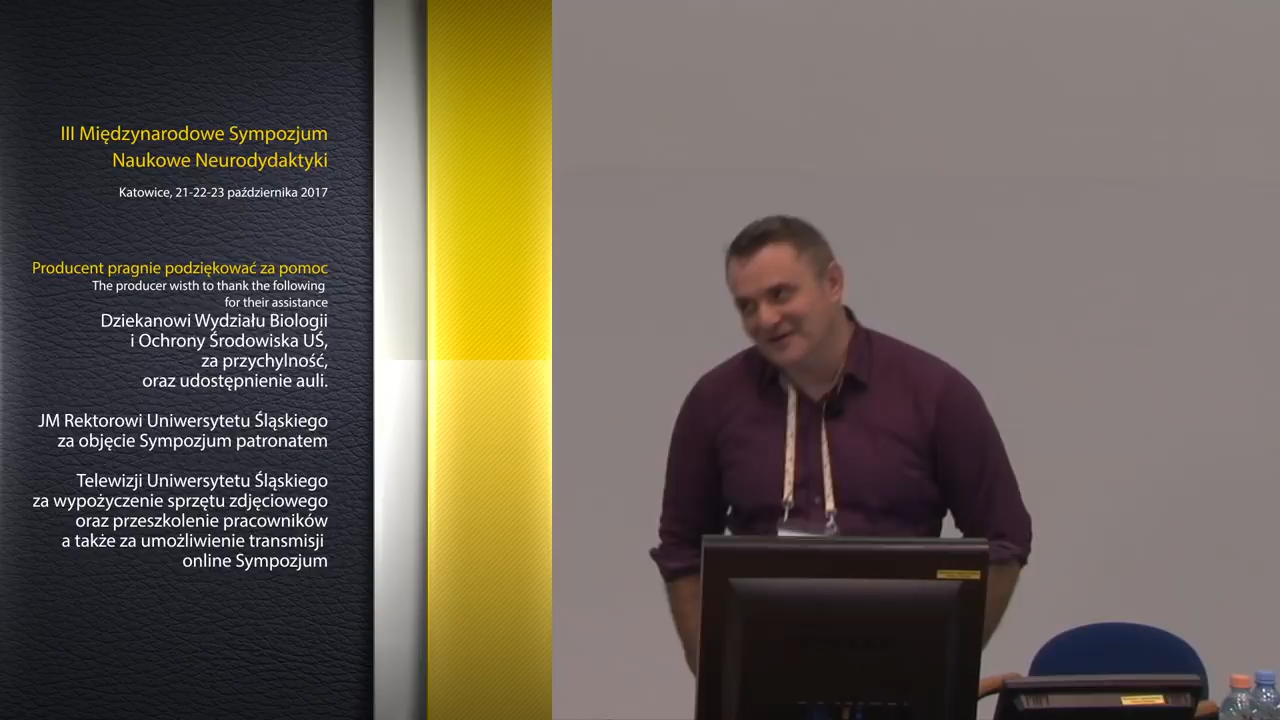 III Międzynarodowe Sympozjum
Naukowe Neurodydaktyki
Katowice, 21-22-23 października 2017
Producent pragnie podziękować za pomoc
The producer wisth to thank the following
for their assistance
Dziekanowi Wydziału Biologii
i Ochrony Środowiska UŚ,
za przychylność,
oraz udostępnienie auli.
JM Rektorowi Uniwersytetu Śląskiego
za objęcie Sympozjum patronatem
Telewizji Uniwersytetu Śląskiego
za wypożyczenie sprzętu zdjęciowego
oraz przeszkolenie pracowników
a także za umożliwienie transmisji
online Sympozjum